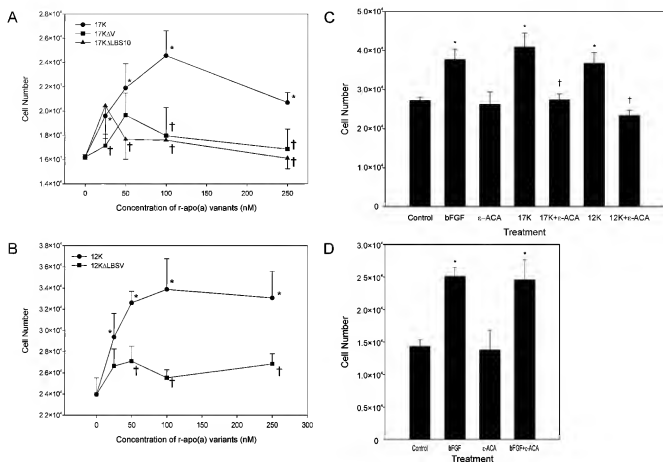 A
17K
17KΔV
17KΔLBS10
2.8×10⁴
2.6×10⁴
2.4×10⁴
2.2×10⁴
2.0×10⁴
1.8×10⁴
1.6×10⁴
1.4×10⁴
Cell Number
* * * *
† † † † †
0 50 100 150 200 250
Concentration of r-apo(a) variants (nM)
B
12K
12KΔLBSV
3.8×10⁴
3.6×10⁴
3.4×10⁴
3.2×10⁴
3.0×10⁴
2.8×10⁴
2.6×10⁴
2.4×10⁴
2.2×10⁴
Cell Number
* * * *
† † †
0 50 100 150 200 250 300
Concentration of r-apo(a) variants (nM)
C
5.0×10⁴
4.0×10⁴
3.0×10⁴
2.0×10⁴
1.0×10⁴
0
Cell Number
* * † * †
Control bFGF ε-ACA 17K 17K+ε-ACA 12K 12K+ε-ACA
Treatment
D
3.0×10⁴
2.5×10⁴
2.0×10⁴
1.5×10⁴
1.0×10⁴
5.0×10³
0
Cell Number
* *
Control bFGF ε-ACA bFGF+ε-ACA
Treatment